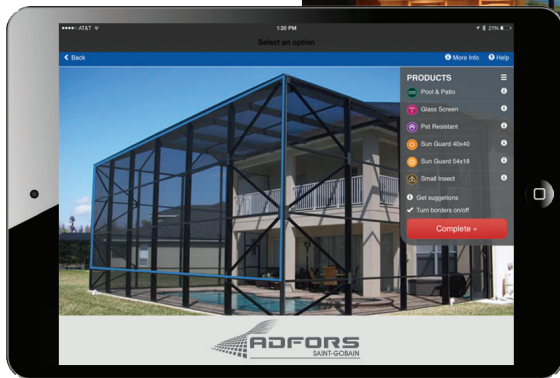 AT&T
1:20 PM
21%
Select an option
Back
More Info
Help
PRODUCTS
Pool & Patio
Glass Screen
Pet Resistant
Sun Guard 40x40
Sun Guard 54x18
Small Insect
Get suggetions
Turn borders on/off
Complete »
ADFORS
SAINT-GOBAIN